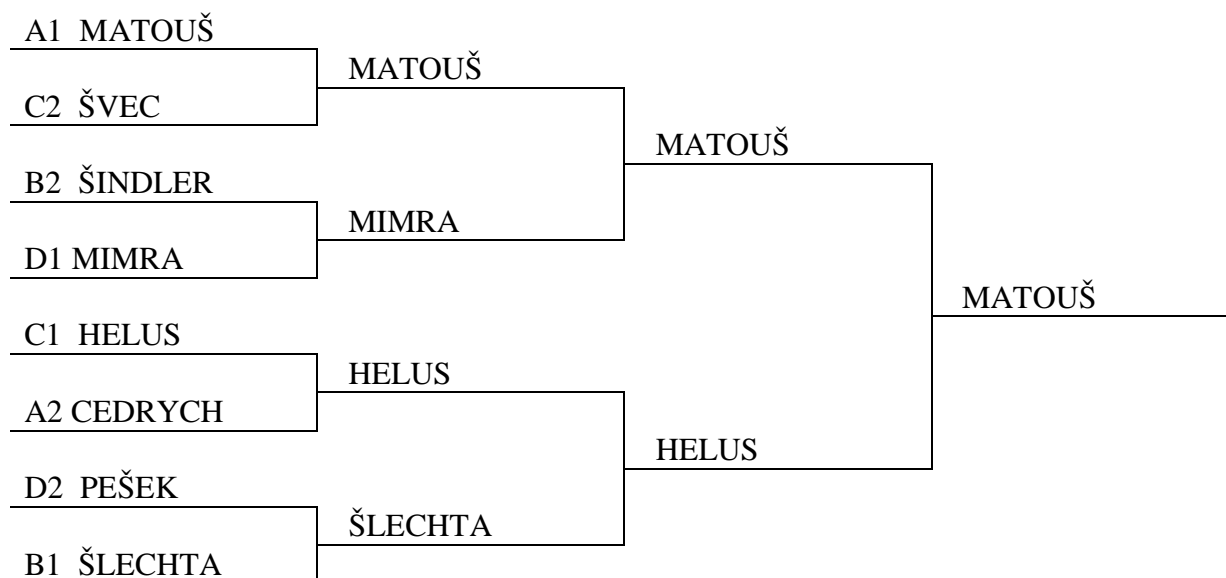 A1 MATOUŠ
MATOUŠ
C2 ŠVEC
MATOUŠ
B2 ŠINDLER
MIMRA
D1 MIMRA
MATOUŠ
C1 HELUS
HELUS
A2 CEDRYCH
HELUS
D2 PEŠEK
ŠLECHTA
B1 ŠLECHTA